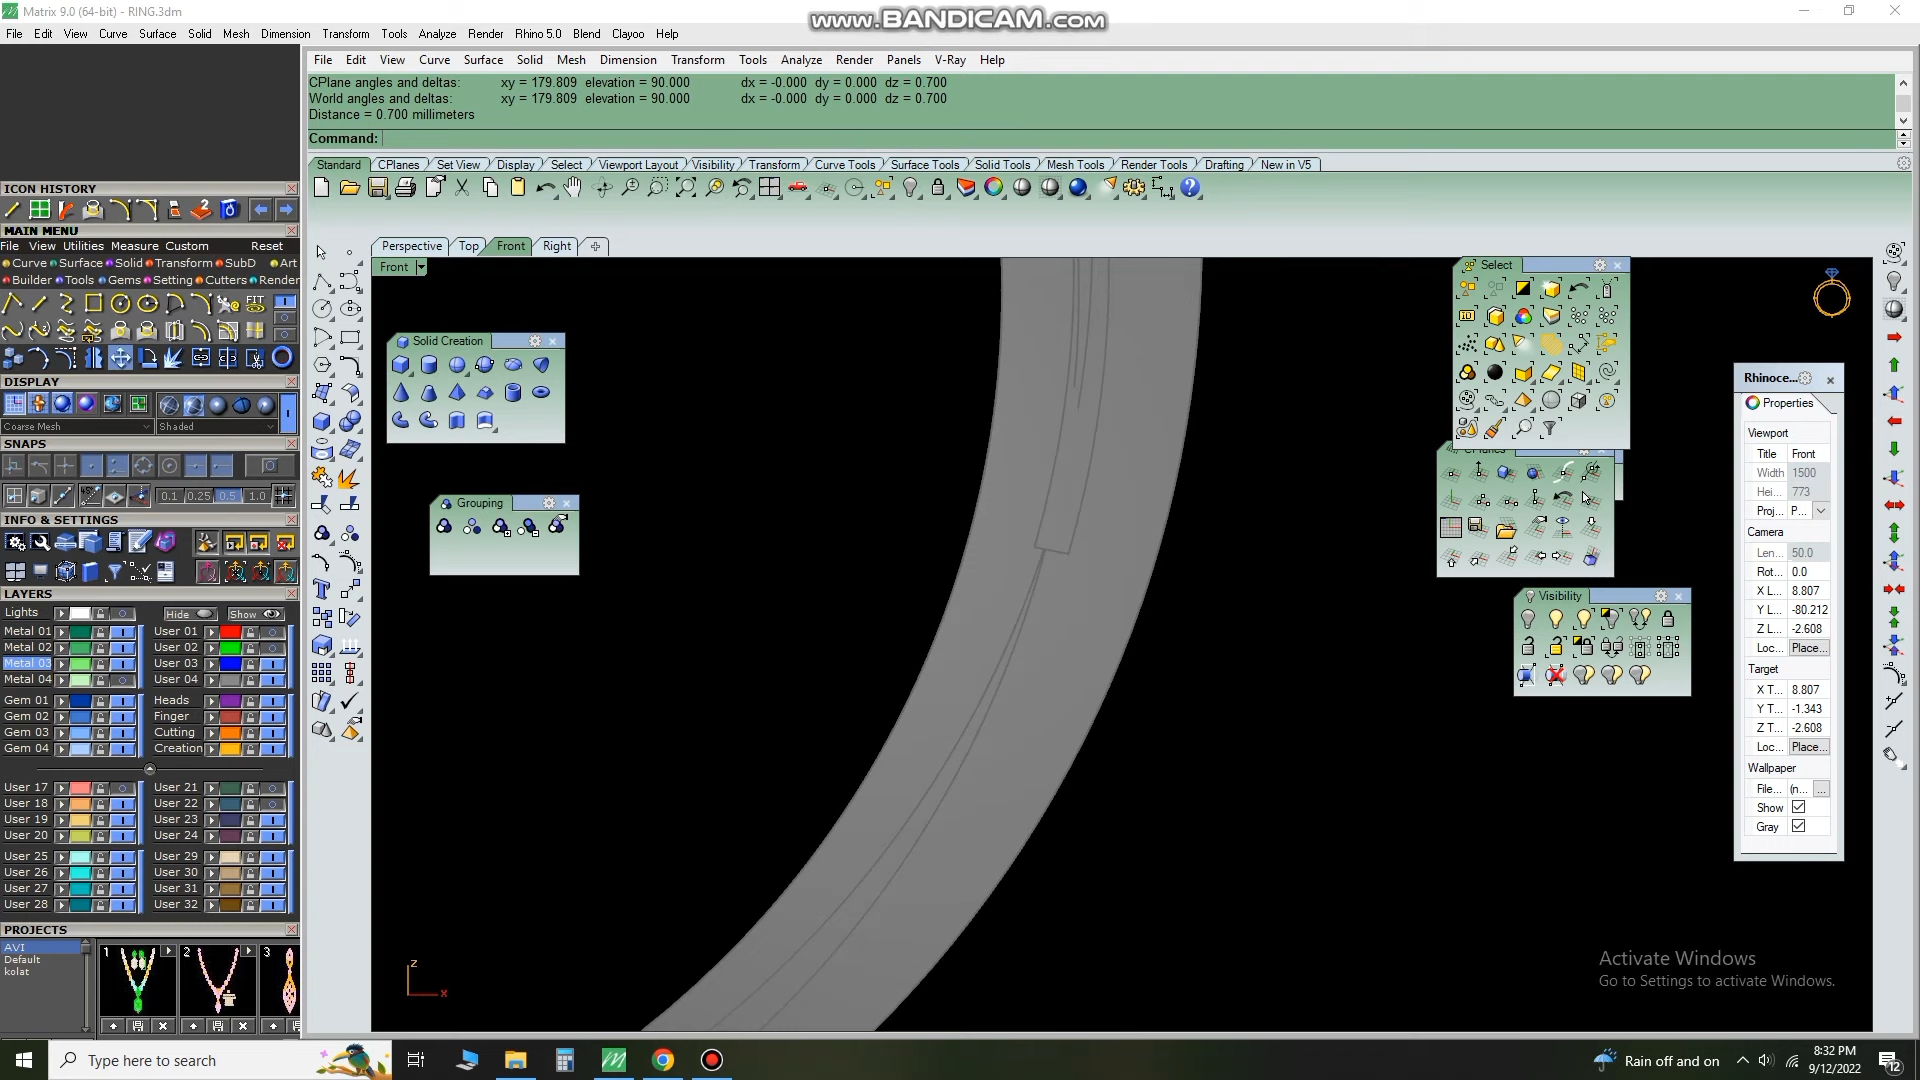 Matrix 9.0 (64-bit) - RING.3dm
www.BANDICAM.com
File Edit View Curve Surface Solid Mesh Dimension Transform Tools Analyze Render Rhino 5.0 Blend Clayoo Help
File Edit View Curve Surface Solid Mesh Dimension Transform Tools Analyze Render Panels V-Ray Help
CPlane angles and deltas: xy = 179.809 elevation = 90.000 dx = -0.000 dy = 0.000 dz = 0.700
World angles and deltas: xy = 179.809 elevation = 90.000 dx = -0.000 dy = 0.000 dz = 0.700
Distance = 0.700 millimeters
Command:
Standard CPlanes Set View Display Select Viewport Layout Visibility Transform Curve Tools Surface Tools Solid Tools Mesh Tools Render Tools Drafting New in V5
ICON HISTORY
MAIN MENU
File View Utilities Measure Custom Reset
Curve Surface Solid Transform SubD Art
Builder Tools Gems Setting Cutters Render
FIT
DISPLAY
Coarse Mesh Shaded
SNAPS
0.1 0.25 0.5 1.0
INFO & SETTINGS
LAYERS
Lights Hide Show
Metal 01 User 01
Metal 02 User 02
Metal 03 User 03
Metal 04 User 04
Gem 01 Heads
Gem 02 Finger
Gem 03 Cutting
Gem 04 Creation
User 17 User 21
User 18 User 22
User 19 User 23
User 20 User 24
User 25 User 29
User 26 User 30
User 27 User 31
User 28 User 32
PROJECTS
AVI
Default
kolat
1 2 3
Perspective Top Front Right
Front
Solid Creation
Grouping
Select
CPlanes
Visibility
Rhinoce...
Properties
Viewport
Title Front
Width 1500
Hei... 773
Proj... P...
Camera
Len... 50.0
Rot... 0.0
X L... 8.807
Y L... -80.212
Z L... -2.608
Loc... Place...
Target
X T... 8.807
Y T... -1.343
Z T... -2.608
Loc... Place...
Wallpaper
File... (n... ...
Show
Gray
z
x
Activate Windows
Go to Settings to activate Windows.
Type here to search
Rain off and on
8:32 PM
9/12/2022
12